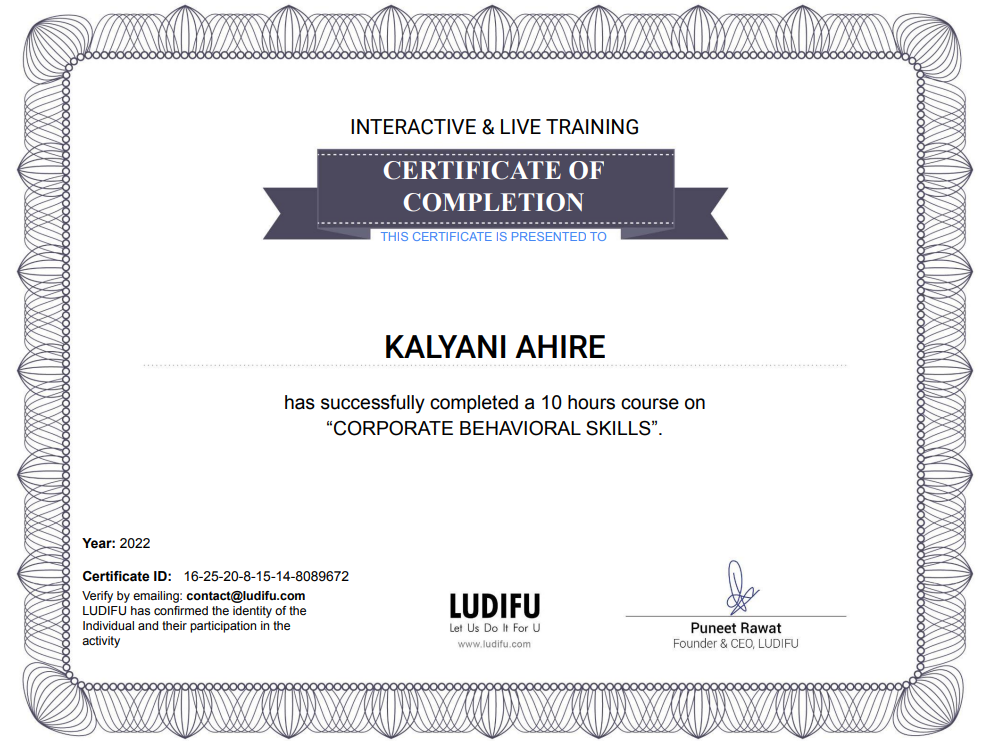 INTERACTIVE & LIVE TRAINING
CERTIFICATE OF
COMPLETION
THIS CERTIFICATE IS PRESENTED TO
KALYANI AHIRE
has successfully completed a 10 hours course on
“CORPORATE BEHAVIORAL SKILLS”.
Year: 2022
Certificate ID: 16-25-20-8-15-14-8089672
Verify by emailing: contact@ludifu.com
LUDIFU has confirmed the identity of the
Individual and their participation in the
activity
LUDIFU
Let Us Do It For U
www.ludifu.com
Puneet Rawat
Founder & CEO, LUDIFU